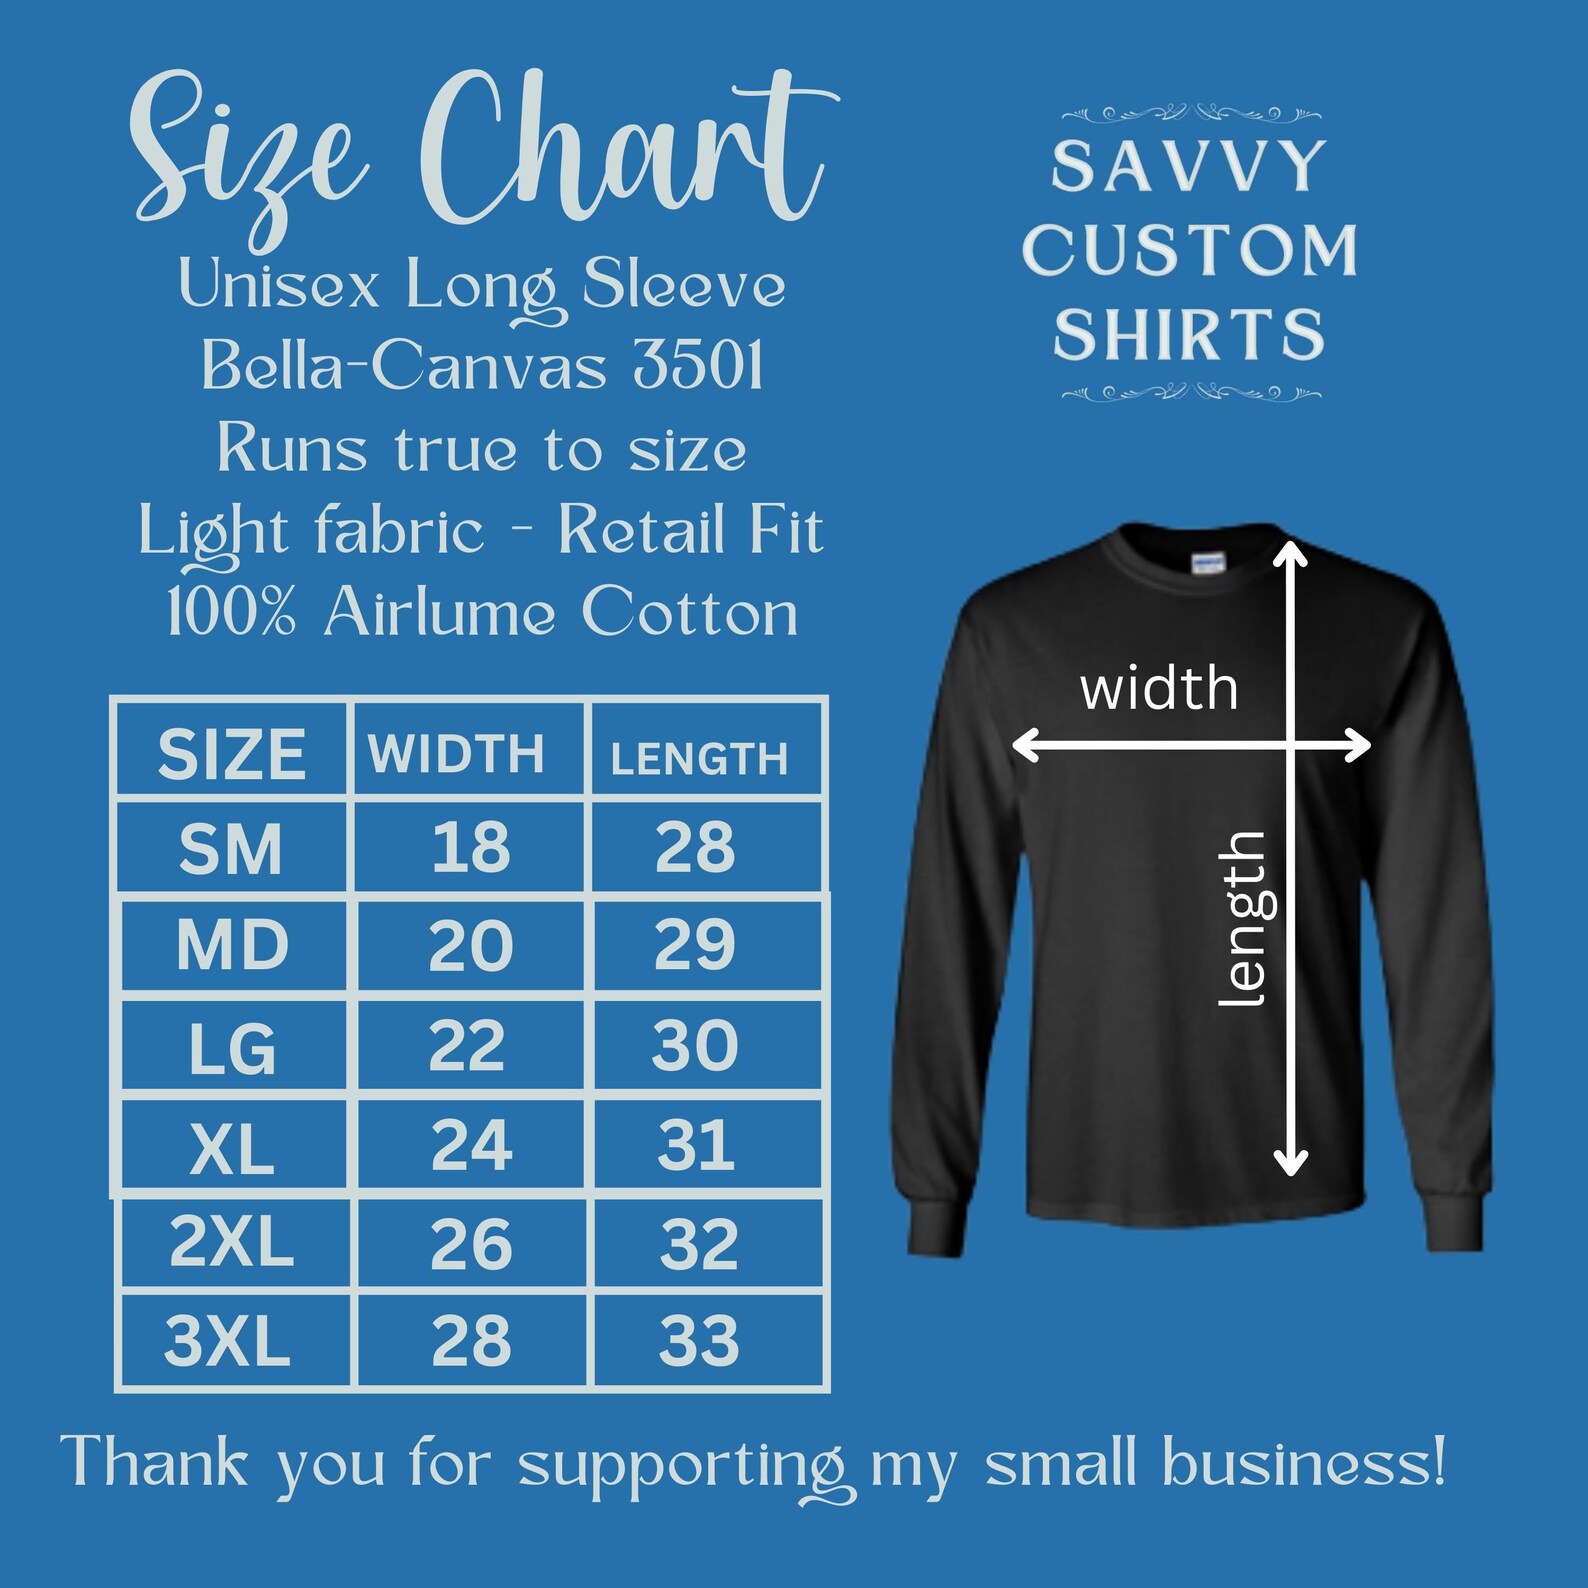 Size Chart
Unisex Long Sleeve
Bella-Canvas 3501
Runs true to size
Light fabric - Retail Fit
100% Airlume Cotton
SAVVY
CUSTOM
SHIRTS
SIZE WIDTH LENGTH
SM 18 28
MD 20 29
LG 22 30
XL 24 31
2XL 26 32
3XL 28 33
width
length
Thank you for supporting my small business!